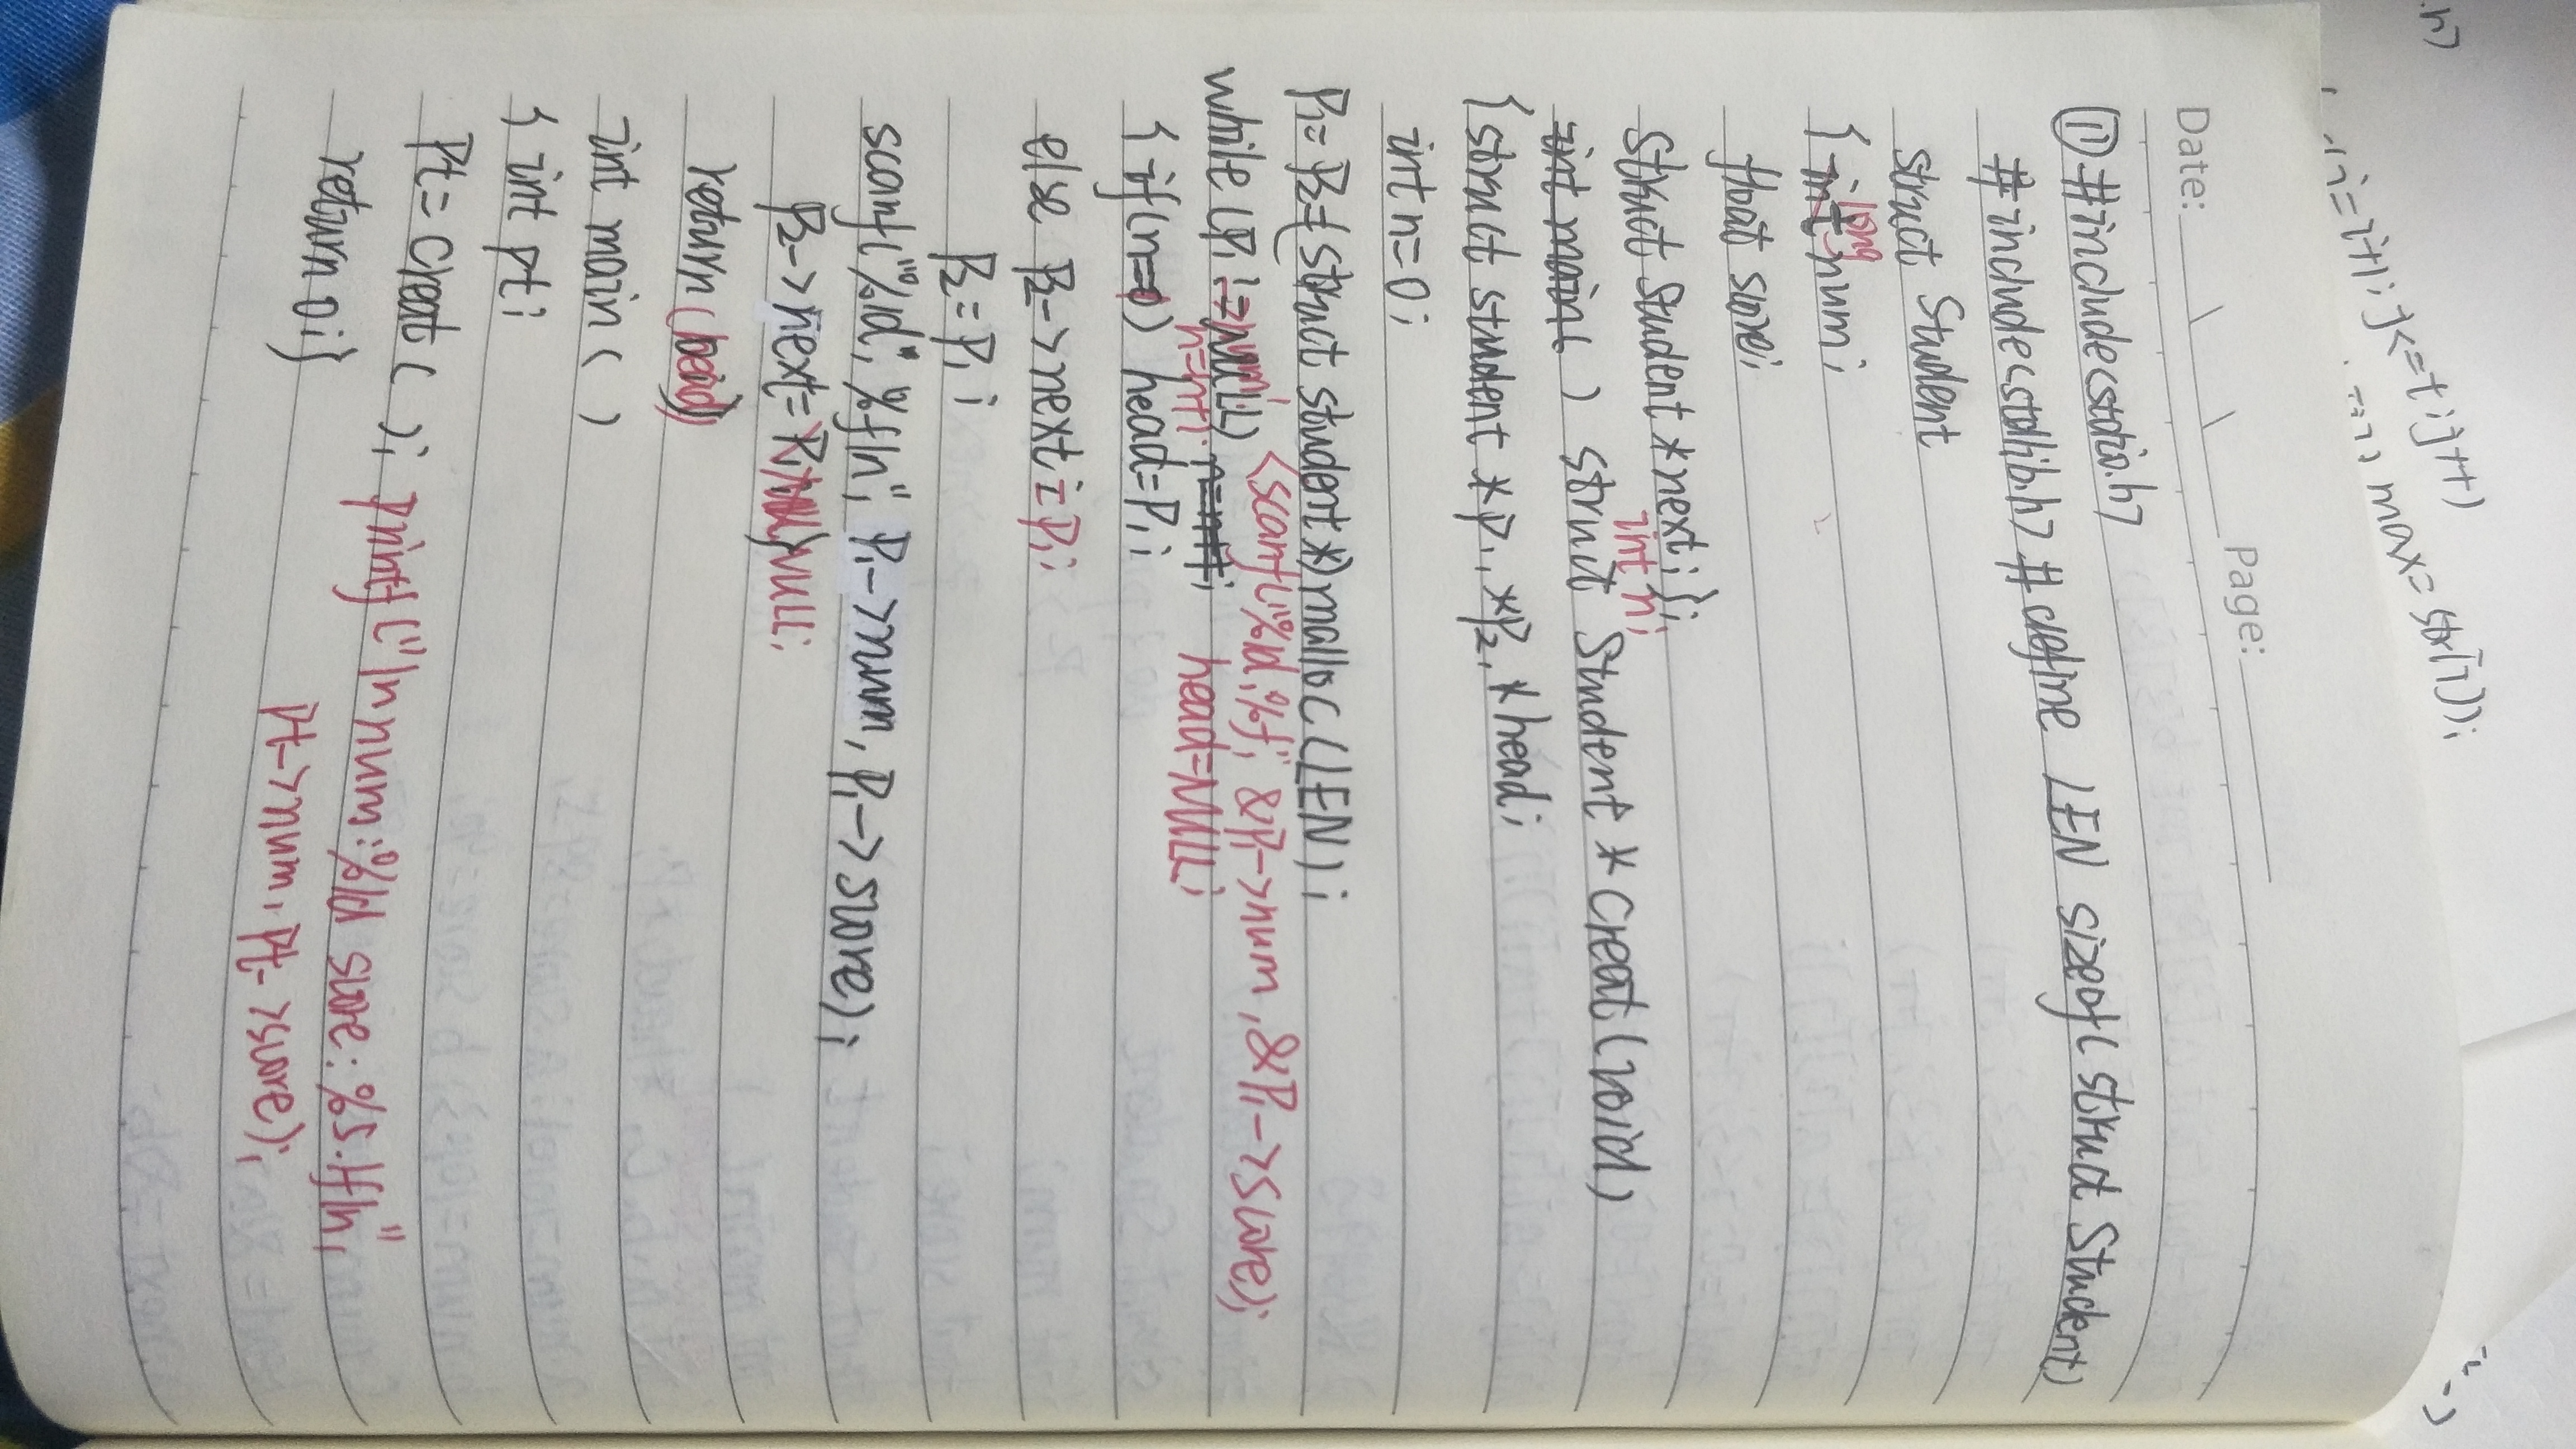 .h>
j=i+1; j<=t; j++)
max=str[i]);
Date: Page:
① #include<stdio.h>
#include<stdlib.h> #define LEN sizeof(struct Student)
struct Student
long
{ int num;
float score;
struct Student *next; };
int n;
int main( ) struct Student *creat(void)
{struct student *p1, *p2, *head;
int n=0;
P1=P2=(struct student*)malloc(LEN);
scanf("%ld,%f", &P1->num, &P1->score);
while (P1!=NULL) n=n++;
n=n+1; head=NULL;
{ if(n==1) head=P1;
else P2->next=P1;
P2=P1;
scanf("%ld", %f\n", P1->num, P1->score);
P2->next= NULL;
return (head)
int main( )
{ int pt;
Pt=creat( ); printf("\nnum:%ld score:%5.1f\n",
return 0;}
pt->num, pt->score);